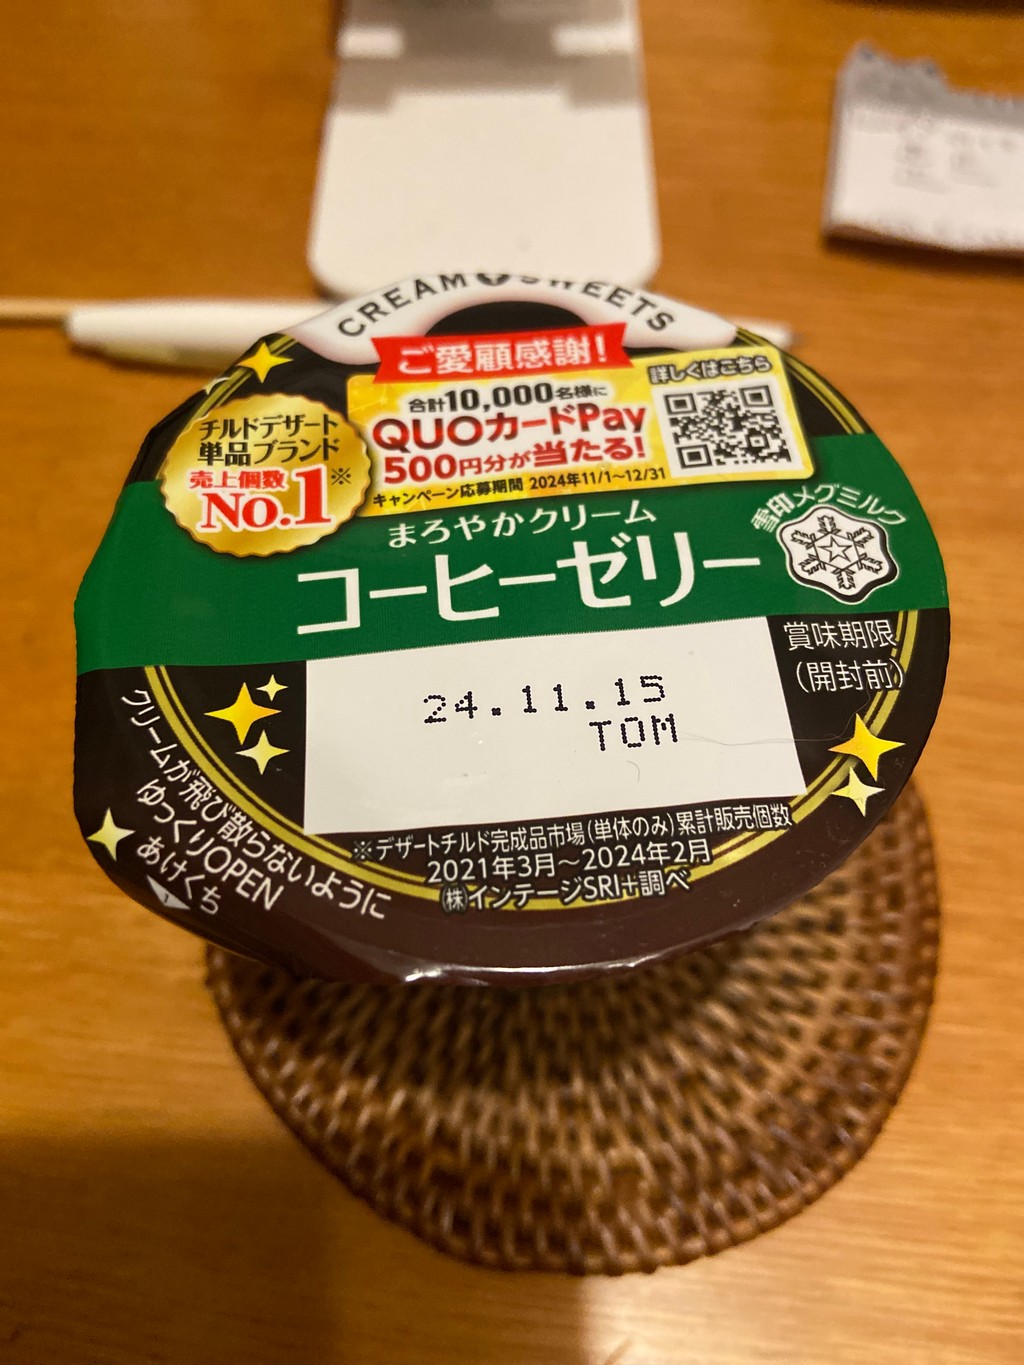 CREAM SWEETS
ご愛顧感謝!
詳しくはこちら
合計10,000名様に
QUOカードPay
500円分が当たる!
キャンペーン応募期間 2024年11/1～12/31
チルドデザート
単品ブランド
売上個数※
No.1
まろやかクリーム
コーヒーゼリー
雪印メグミルク
賞味期限
(開封前)
24.11.15
TOM
クリームが飛び散らないように
ゆっくりOPEN
あけくち
※デザートチルド完成品市場(単体のみ)累計販売個数
2021年3月～2024年2月
㈱インテージSRI+調べ